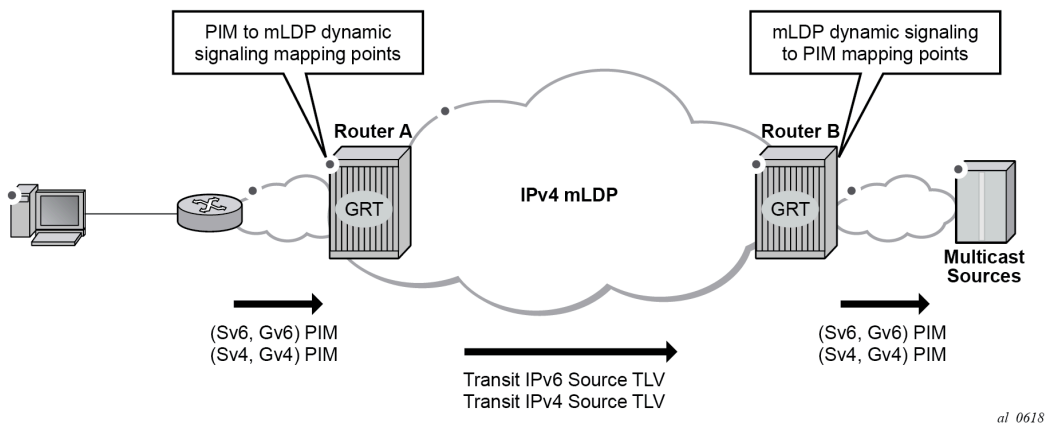 PIM to mLDP dynamic
signaling mapping points
mLDP dynamic signaling
to PIM mapping points
Router A
Router B
IPv4 mLDP
GRT
GRT
Multicast
Sources
(Sv6, Gv6) PIM
(Sv4, Gv4) PIM
(Sv6, Gv6) PIM
(Sv4, Gv4) PIM
Transit IPv6 Source TLV
Transit IPv4 Source TLV
al_0618